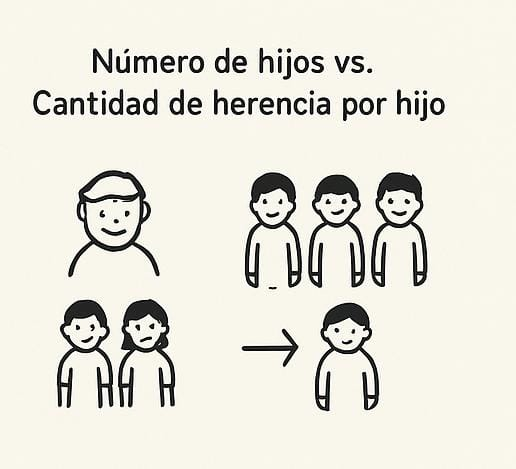 Número de hijos vs.
Cantidad de herencia por hijo